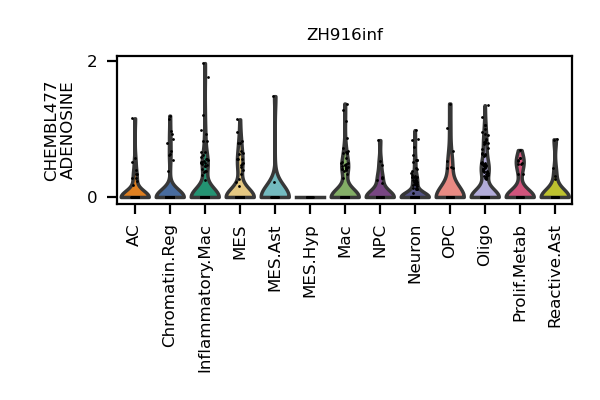 ZH916inf
CHEMBL477
ADENOSINE
2
0
AC
Chromatin.Reg
Inflammatory.Mac
MES
MES.Ast
MES.Hyp
Mac
NPC
Neuron
OPC
Oligo
Prolif.Metab
Reactive.Ast